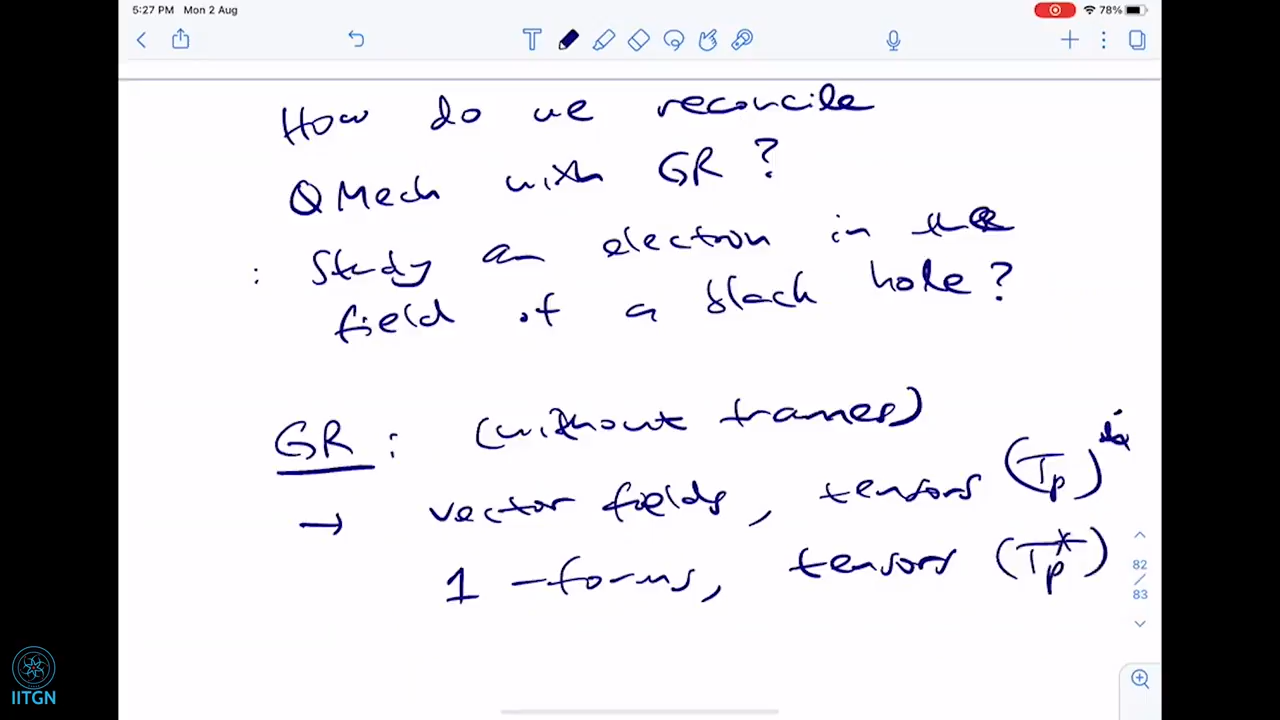 5:27 PM Mon 2 Aug
78%
How do we reconcile
QMech with GR ?
: Study an electron in the
field of a black hole ?
GR : (without frames)
→ vector fields, tensors (Tp)
1-forms, tensors (Tp*)
82
/
83
IITGN